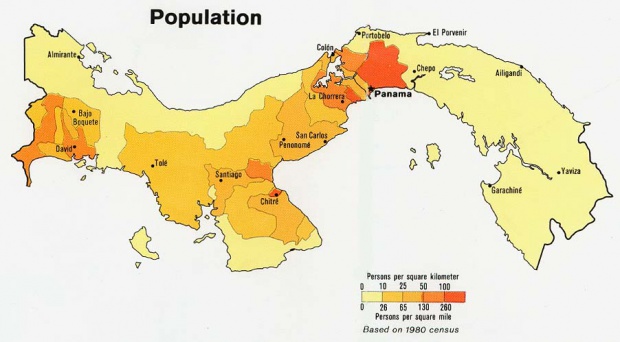 Population
Portobelo
El Porvenir
Colón
Almirante
Chepo
Ailigandi
Panama
La Chorrera
Bajo
Boquete
San Carlos
Penonomé
David
Tolé
Santiago
Yaviza
Garachiné
Chitré
Persons per square kilometer
0 10 25 50 100
0 26 65 130 260
Persons per square mile
Based on 1980 census